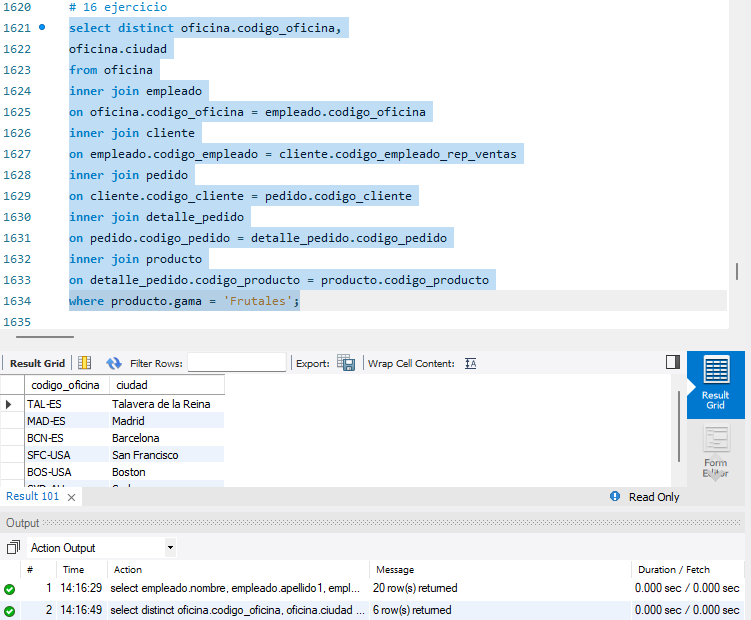 1620 # 16 ejercicio
1621 select distinct oficina.codigo_oficina,
1622 oficina.ciudad
1623 from oficina
1624 inner join empleado
1625 on oficina.codigo_oficina = empleado.codigo_oficina
1626 inner join cliente
1627 on empleado.codigo_empleado = cliente.codigo_empleado_rep_ventas
1628 inner join pedido
1629 on cliente.codigo_cliente = pedido.codigo_cliente
1630 inner join detalle_pedido
1631 on pedido.codigo_pedido = detalle_pedido.codigo_pedido
1632 inner join producto
1633 on detalle_pedido.codigo_producto = producto.codigo_producto
1634 where producto.gama = 'Frutales';
1635
Result Grid Filter Rows: Export: Wrap Cell Content:
codigo_oficina ciudad
TAL-ES Talavera de la Reina
MAD-ES Madrid
BCN-ES Barcelona
SFC-USA San Francisco
BOS-USA Boston
Result
Grid
Form
Editor
Result 101 Read Only
Output
Action Output
# Time Action Message Duration / Fetch
1 14:16:29 select empleado.nombre, empleado.apellido1, empl... 20 row(s) returned 0.000 sec / 0.000 sec
2 14:16:49 select distinct oficina.codigo_oficina, oficina.ciudad ... 6 row(s) returned 0.000 sec / 0.000 sec